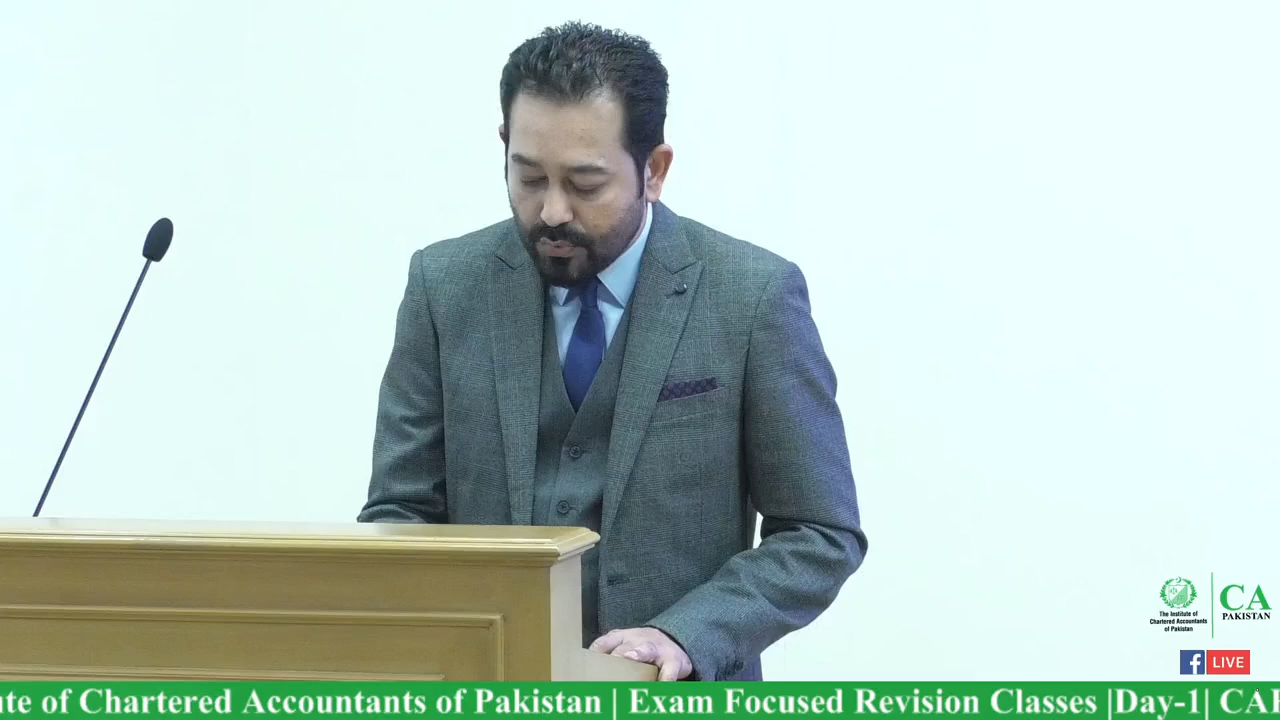 The Institute of
Chartered Accountants
of Pakistan
CA
PAKISTAN
f LIVE
ute of Chartered Accountants of Pakistan | Exam Focused Revision Classes |Day-1| CA